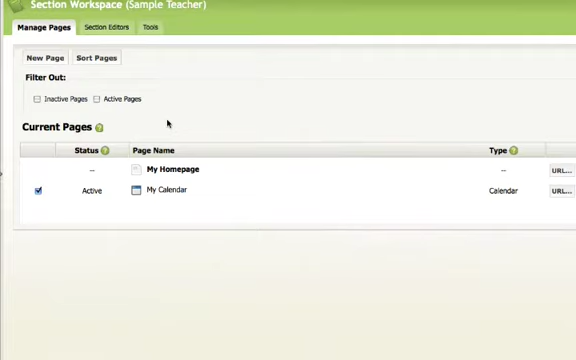 Section Workspace (Sample Teacher)
Manage Pages Section Editors Tools
New Page Sort Pages
Filter Out:
Inactive Pages Active Pages
Current Pages ?
Status ? Page Name Type ?
-- My Homepage -- URL...
Active My Calendar Calendar URL...